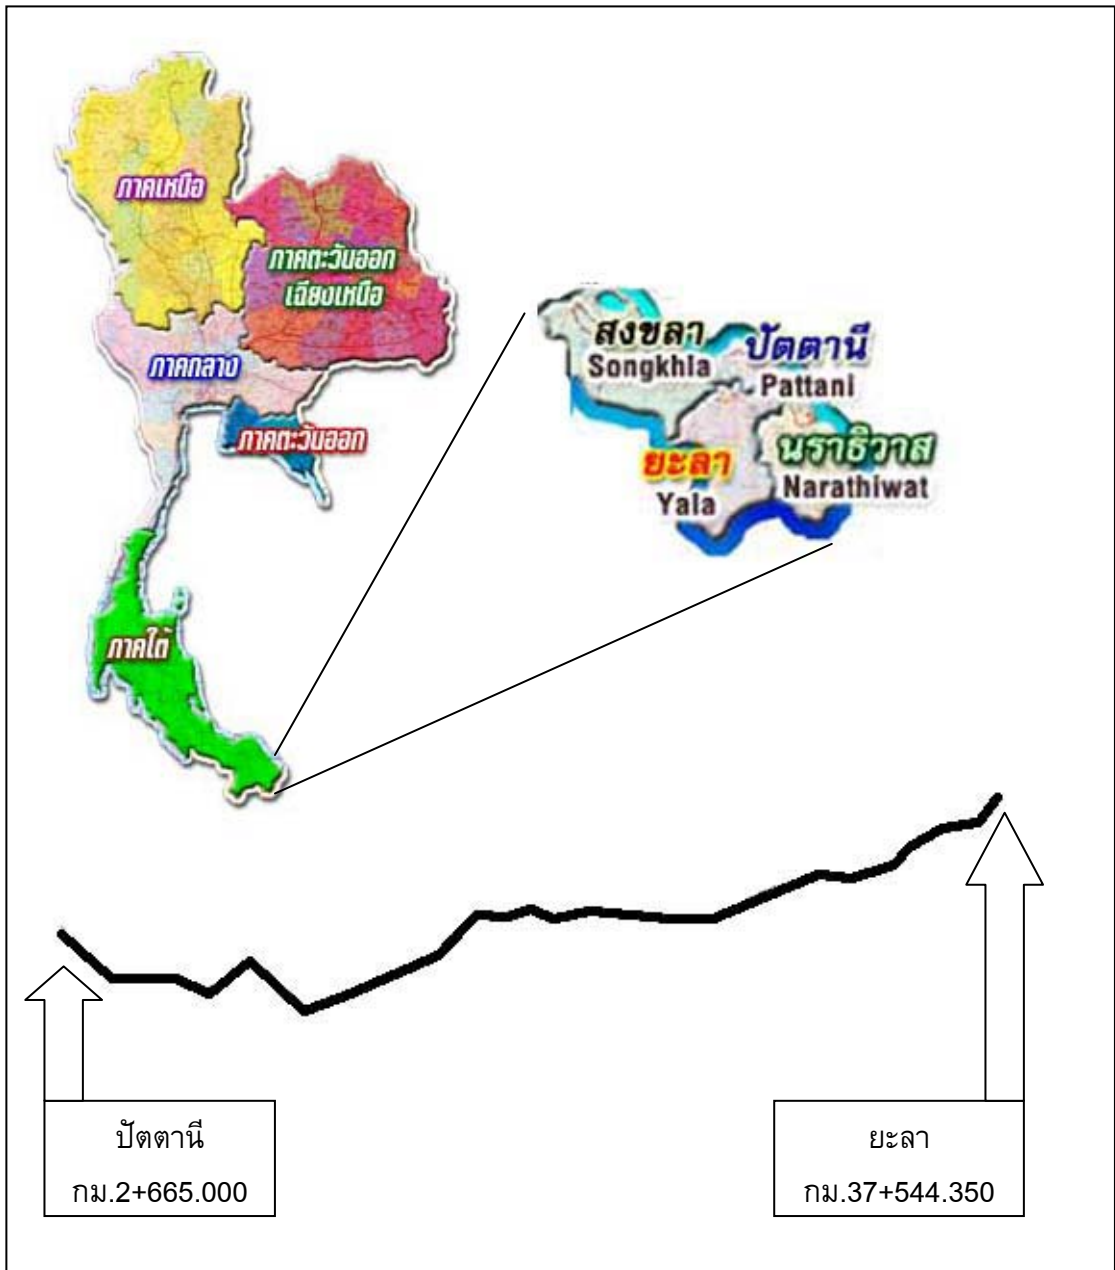 ภาคเหนือ
ภาคตะวันออก
เฉียงเหนือ
ภาคกลาง
ภาคตะวันออก
ภาคใต้
สงขลา
Songkhla
ปัตตานี
Pattani
ยะลา
Yala
นราธิวาส
Narathiwat
ปัตตานี
กม.2+665.000
ยะลา
กม.37+544.350